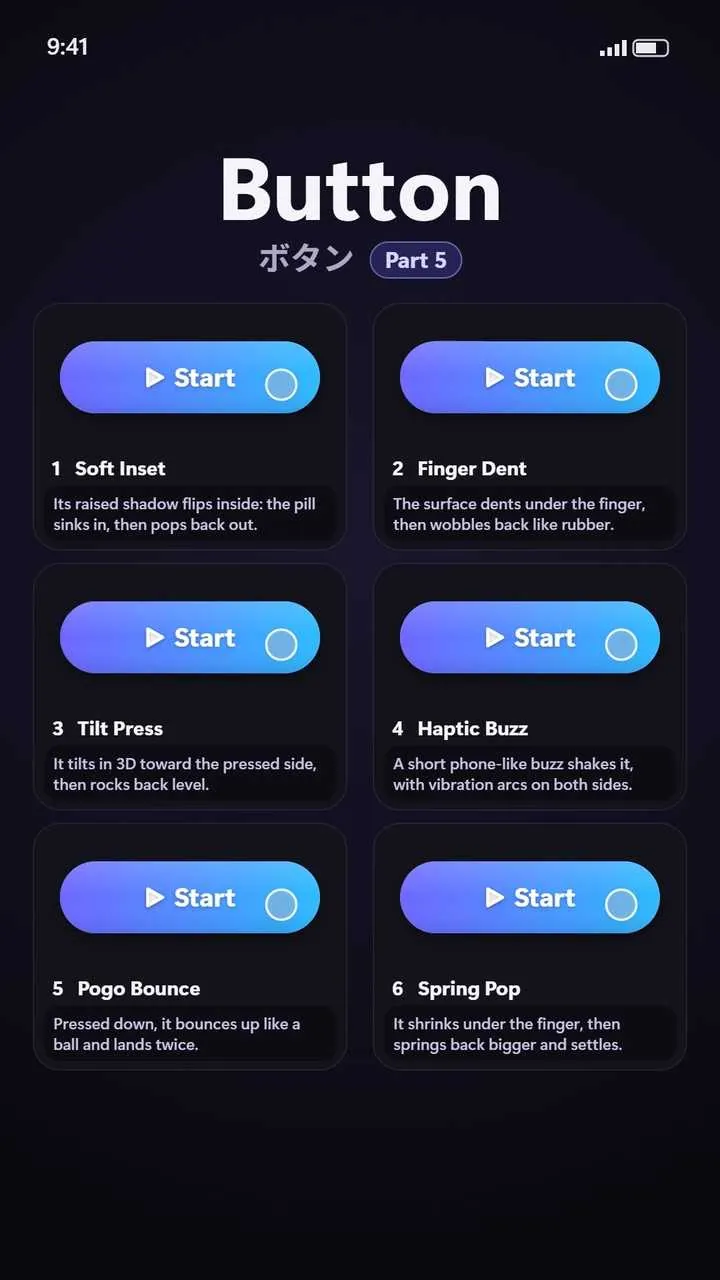 9:41
Button
ボタン Part 5
Start
Start
1 Soft Inset
Its raised shadow flips inside: the pill
sinks in, then pops back out.
2 Finger Dent
The surface dents under the finger,
then wobbles back like rubber.
Start
Start
3 Tilt Press
It tilts in 3D toward the pressed side,
then rocks back level.
4 Haptic Buzz
A short phone-like buzz shakes it,
with vibration arcs on both sides.
Start
Start
5 Pogo Bounce
Pressed down, it bounces up like a
ball and lands twice.
6 Spring Pop
It shrinks under the finger, then
springs back bigger and settles.